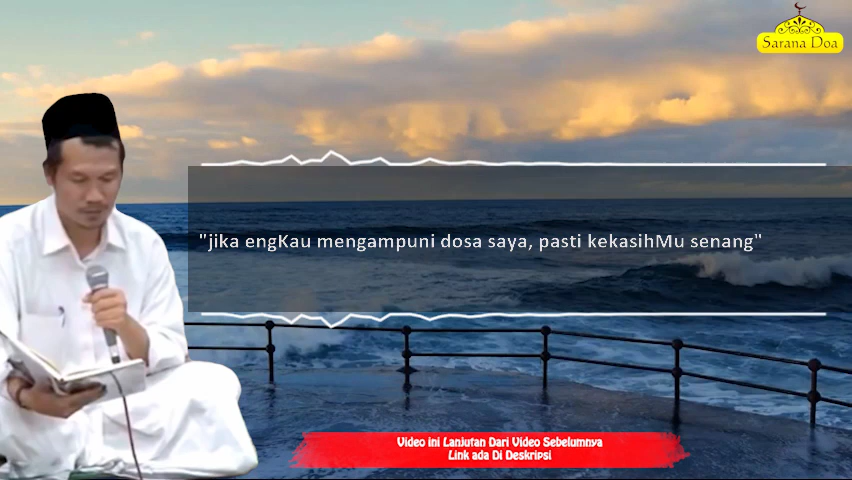 Sarana Doa
"jika engKau mengampuni dosa saya, pasti kekasihMu senang"
Video ini Lanjutan Dari Video Sebelumnya
Link ada Di Deskripsi